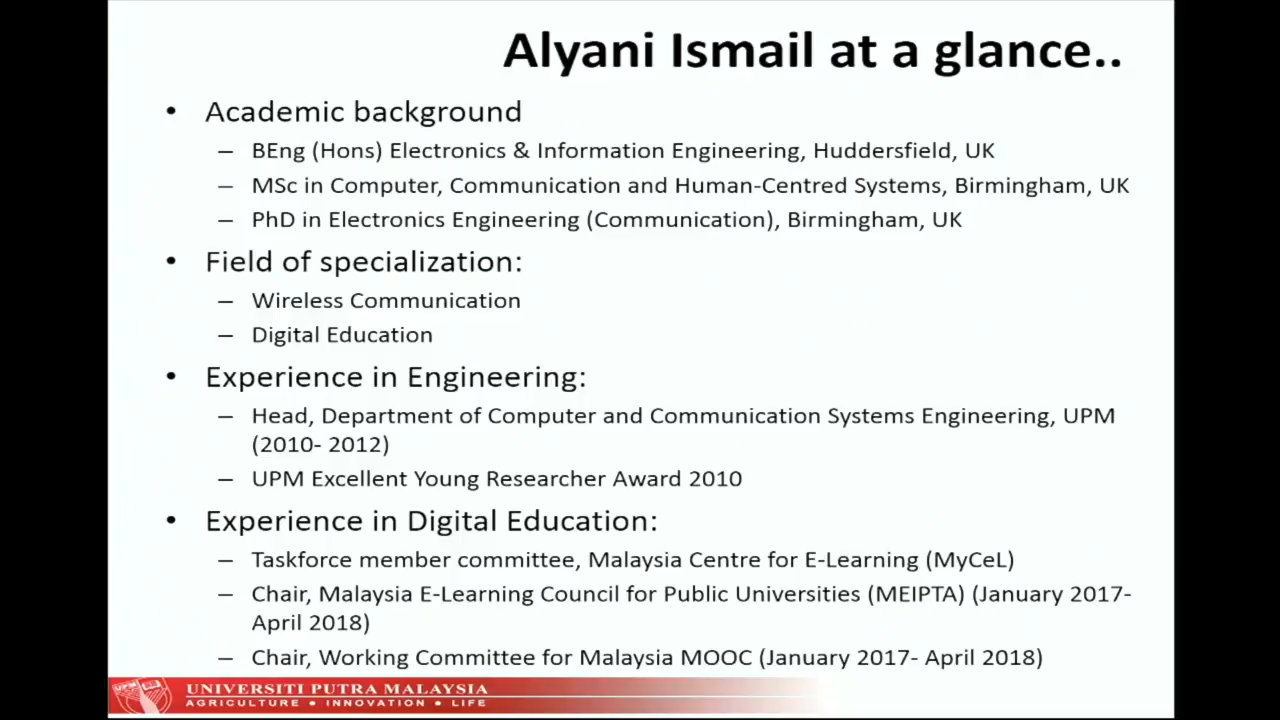 Alyani Ismail at a glance..
• Academic background
– BEng (Hons) Electronics & Information Engineering, Huddersfield, UK
– MSc in Computer, Communication and Human-Centred Systems, Birmingham, UK
– PhD in Electronics Engineering (Communication), Birmingham, UK
• Field of specialization:
– Wireless Communication
– Digital Education
• Experience in Engineering:
– Head, Department of Computer and Communication Systems Engineering, UPM
(2010- 2012)
– UPM Excellent Young Researcher Award 2010
• Experience in Digital Education:
– Taskforce member committee, Malaysia Centre for E-Learning (MyCeL)
– Chair, Malaysia E-Learning Council for Public Universities (MEIPTA) (January 2017-
April 2018)
– Chair, Working Committee for Malaysia MOOC (January 2017- April 2018)
UPM
UNIVERSITI PUTRA MALAYSIA
AGRICULTURE • INNOVATION • LIFE